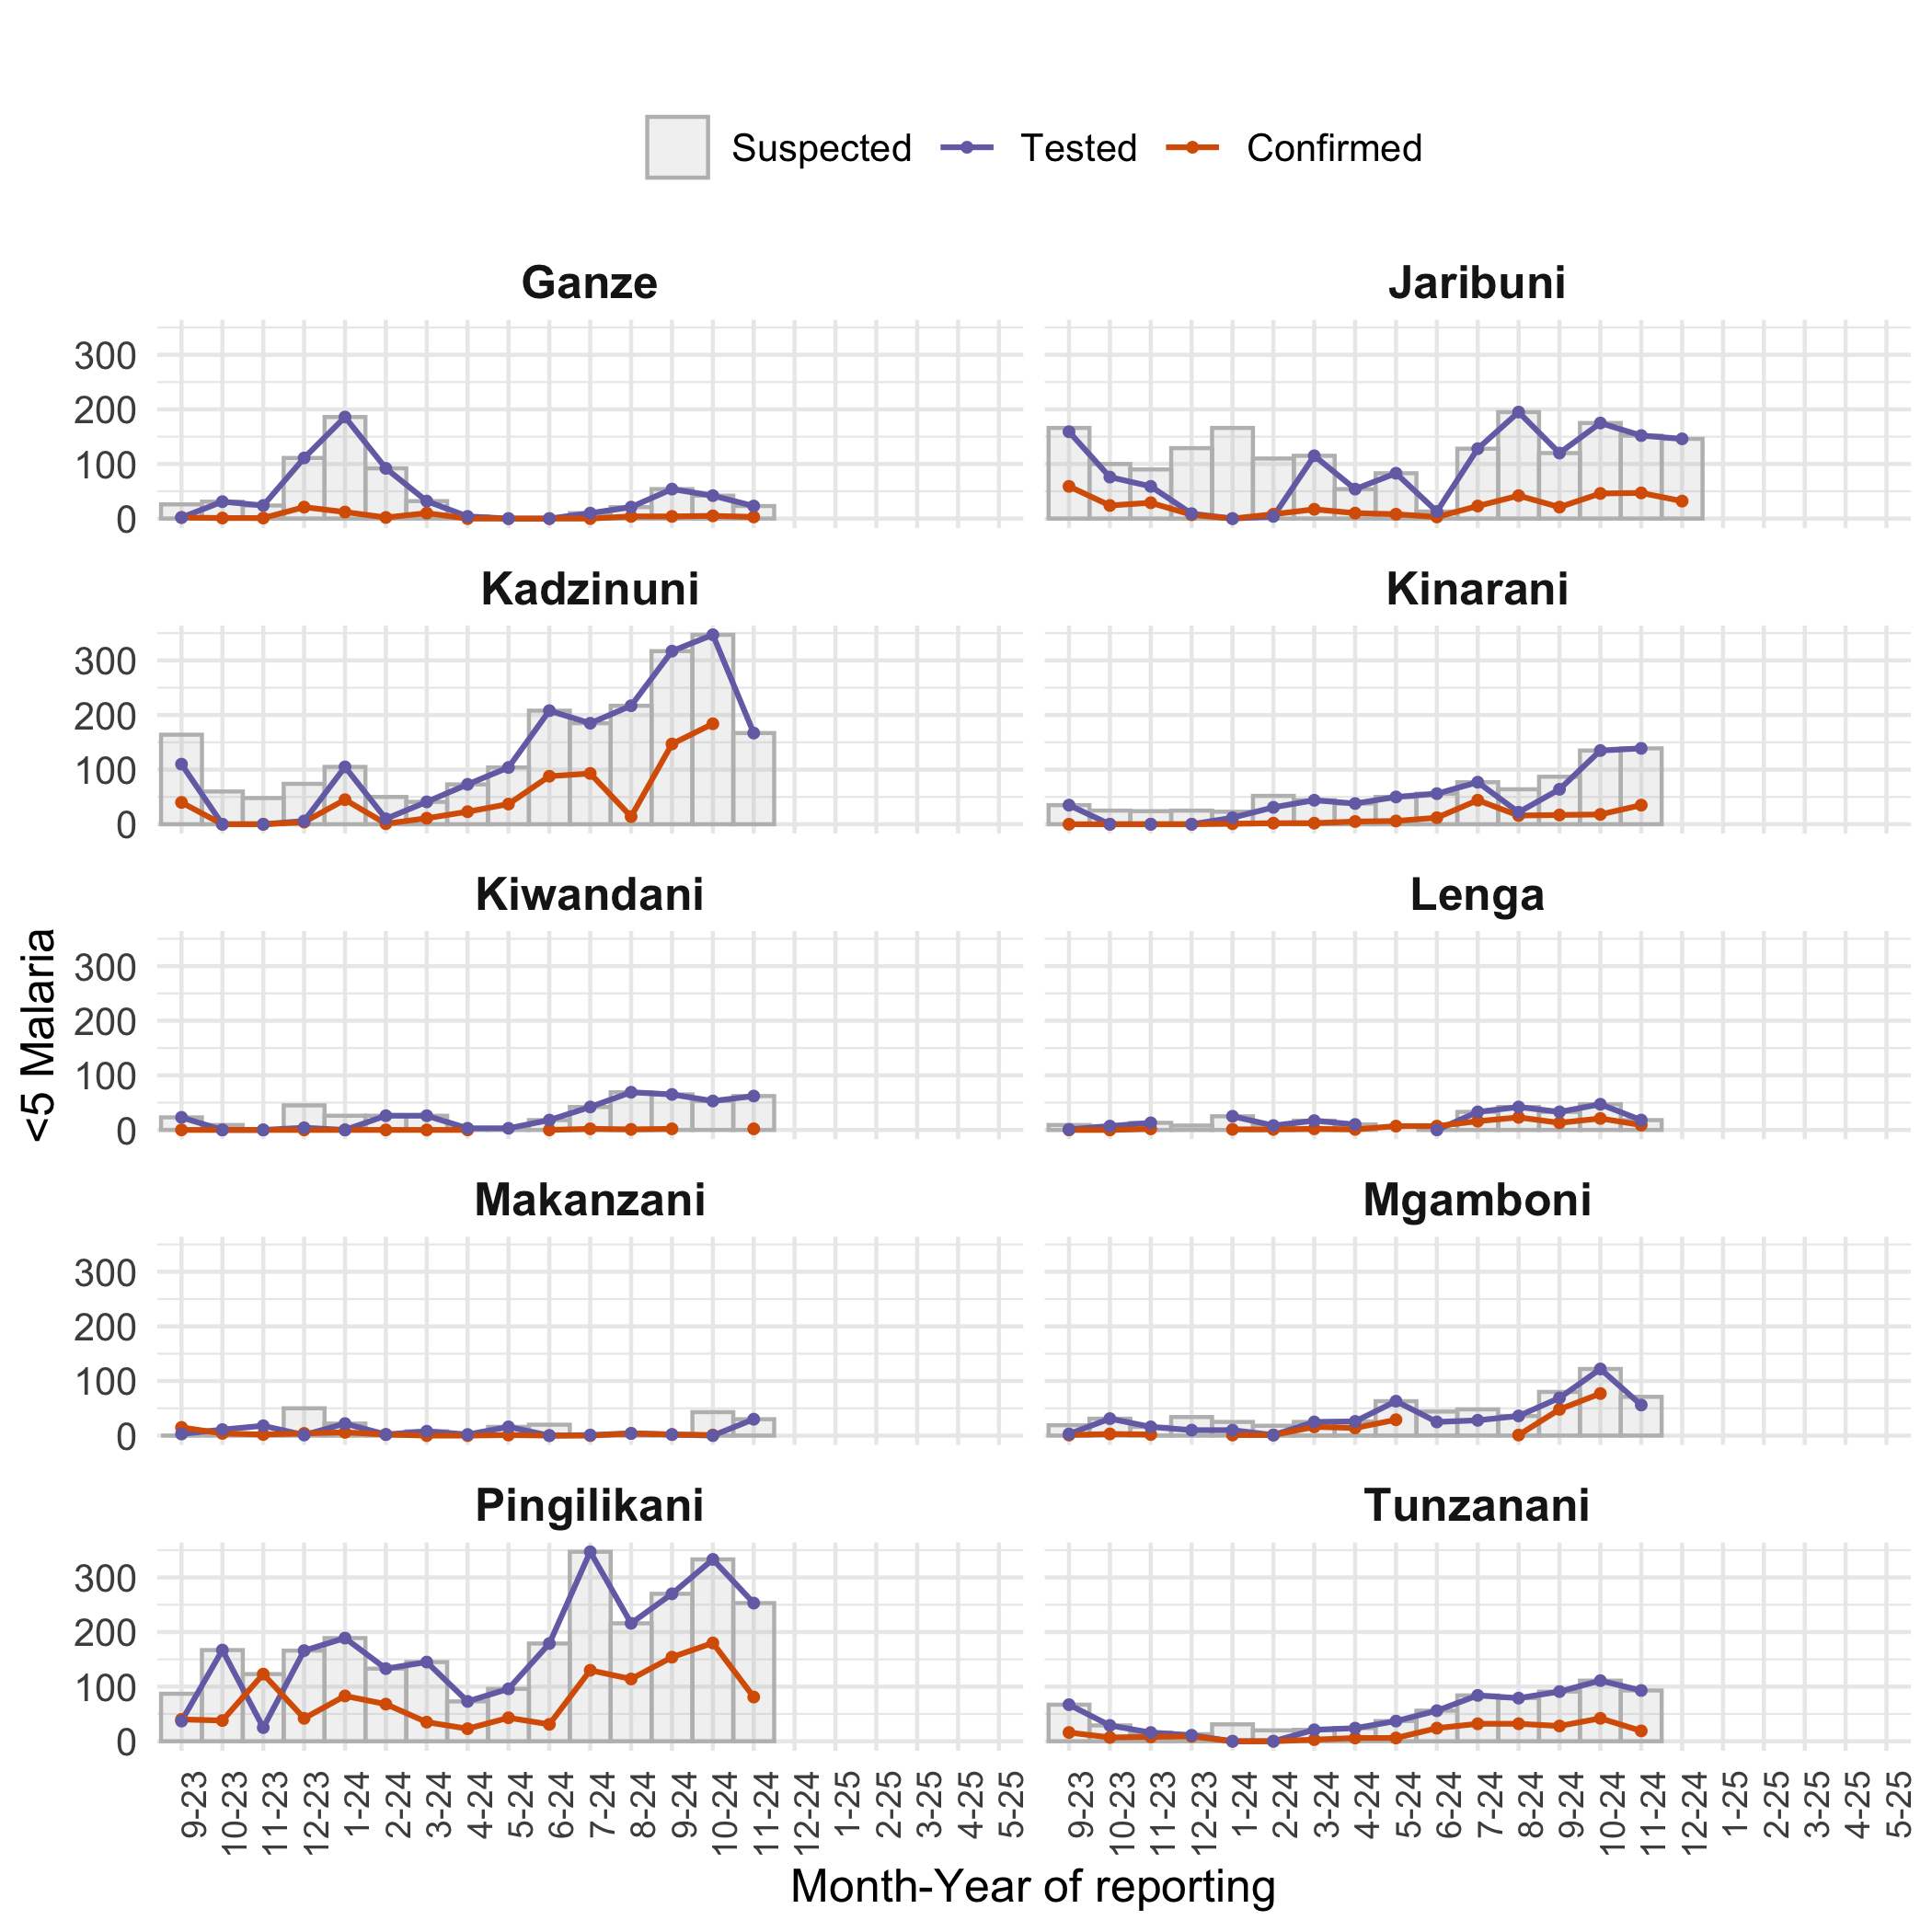 Suspected Tested Confirmed
Ganze Jaribuni
300
200
100
0
Kadzinuni Kinarani
300
200
100
0
Kiwandani Lenga
300
200
100
0
Makanzani Mgamboni
300
200
100
0
Pingilikani Tunzanani
300
200
100
0
<5 Malaria
9-23 10-23 11-23 12-23 1-24 2-24 3-24 4-24 5-24 6-24 7-24 8-24 9-24 10-24 11-24 12-24 1-25 2-25 3-25 4-25 5-25
9-23 10-23 11-23 12-23 1-24 2-24 3-24 4-24 5-24 6-24 7-24 8-24 9-24 10-24 11-24 12-24 1-25 2-25 3-25 4-25 5-25
Month-Year of reporting